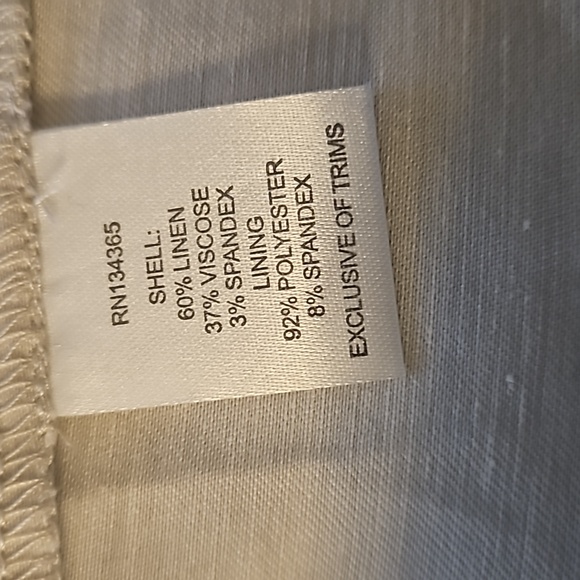 RN134365
SHELL:
60% LINEN
37% VISCOSE
3% SPANDEX
LINING
92% POLYESTER
8% SPANDEX
EXCLUSIVE OF TRIMS